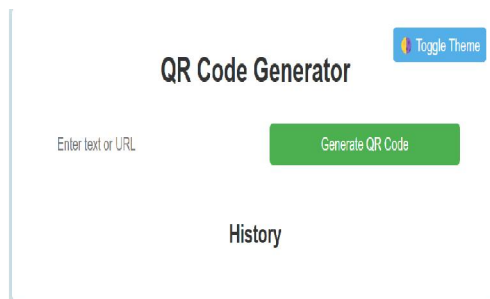 Toggle Theme
QR Code Generator
Enter text or URL
Generate QR Code
History